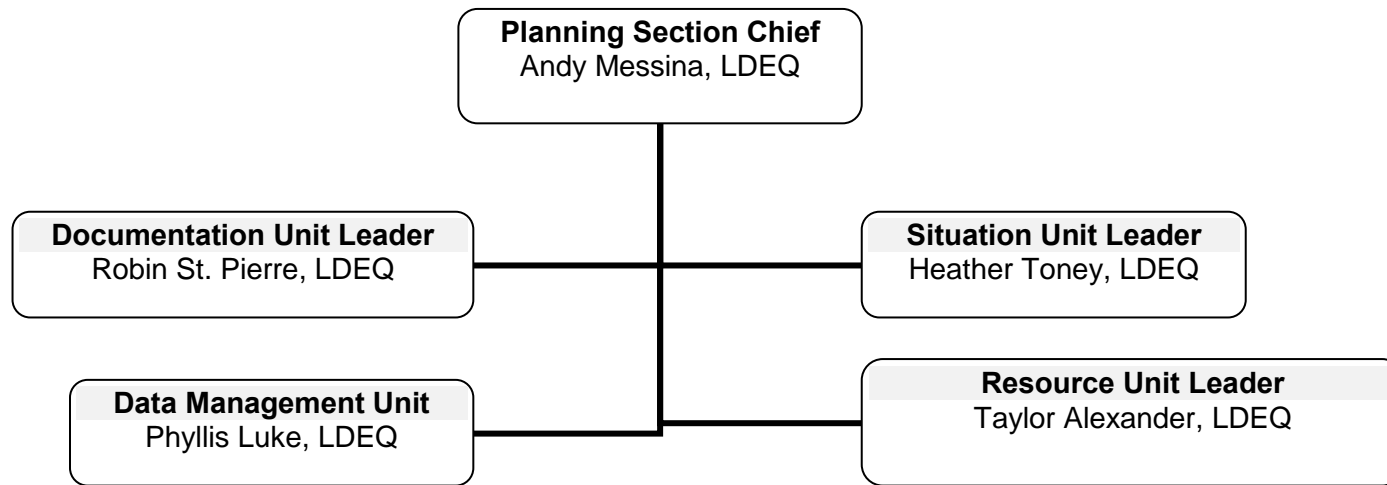 Planning Section Chief
Andy Messina, LDEQ
Documentation Unit Leader
Robin St. Pierre, LDEQ
Situation Unit Leader
Heather Toney, LDEQ
Data Management Unit
Phyllis Luke, LDEQ
Resource Unit Leader
Taylor Alexander, LDEQ